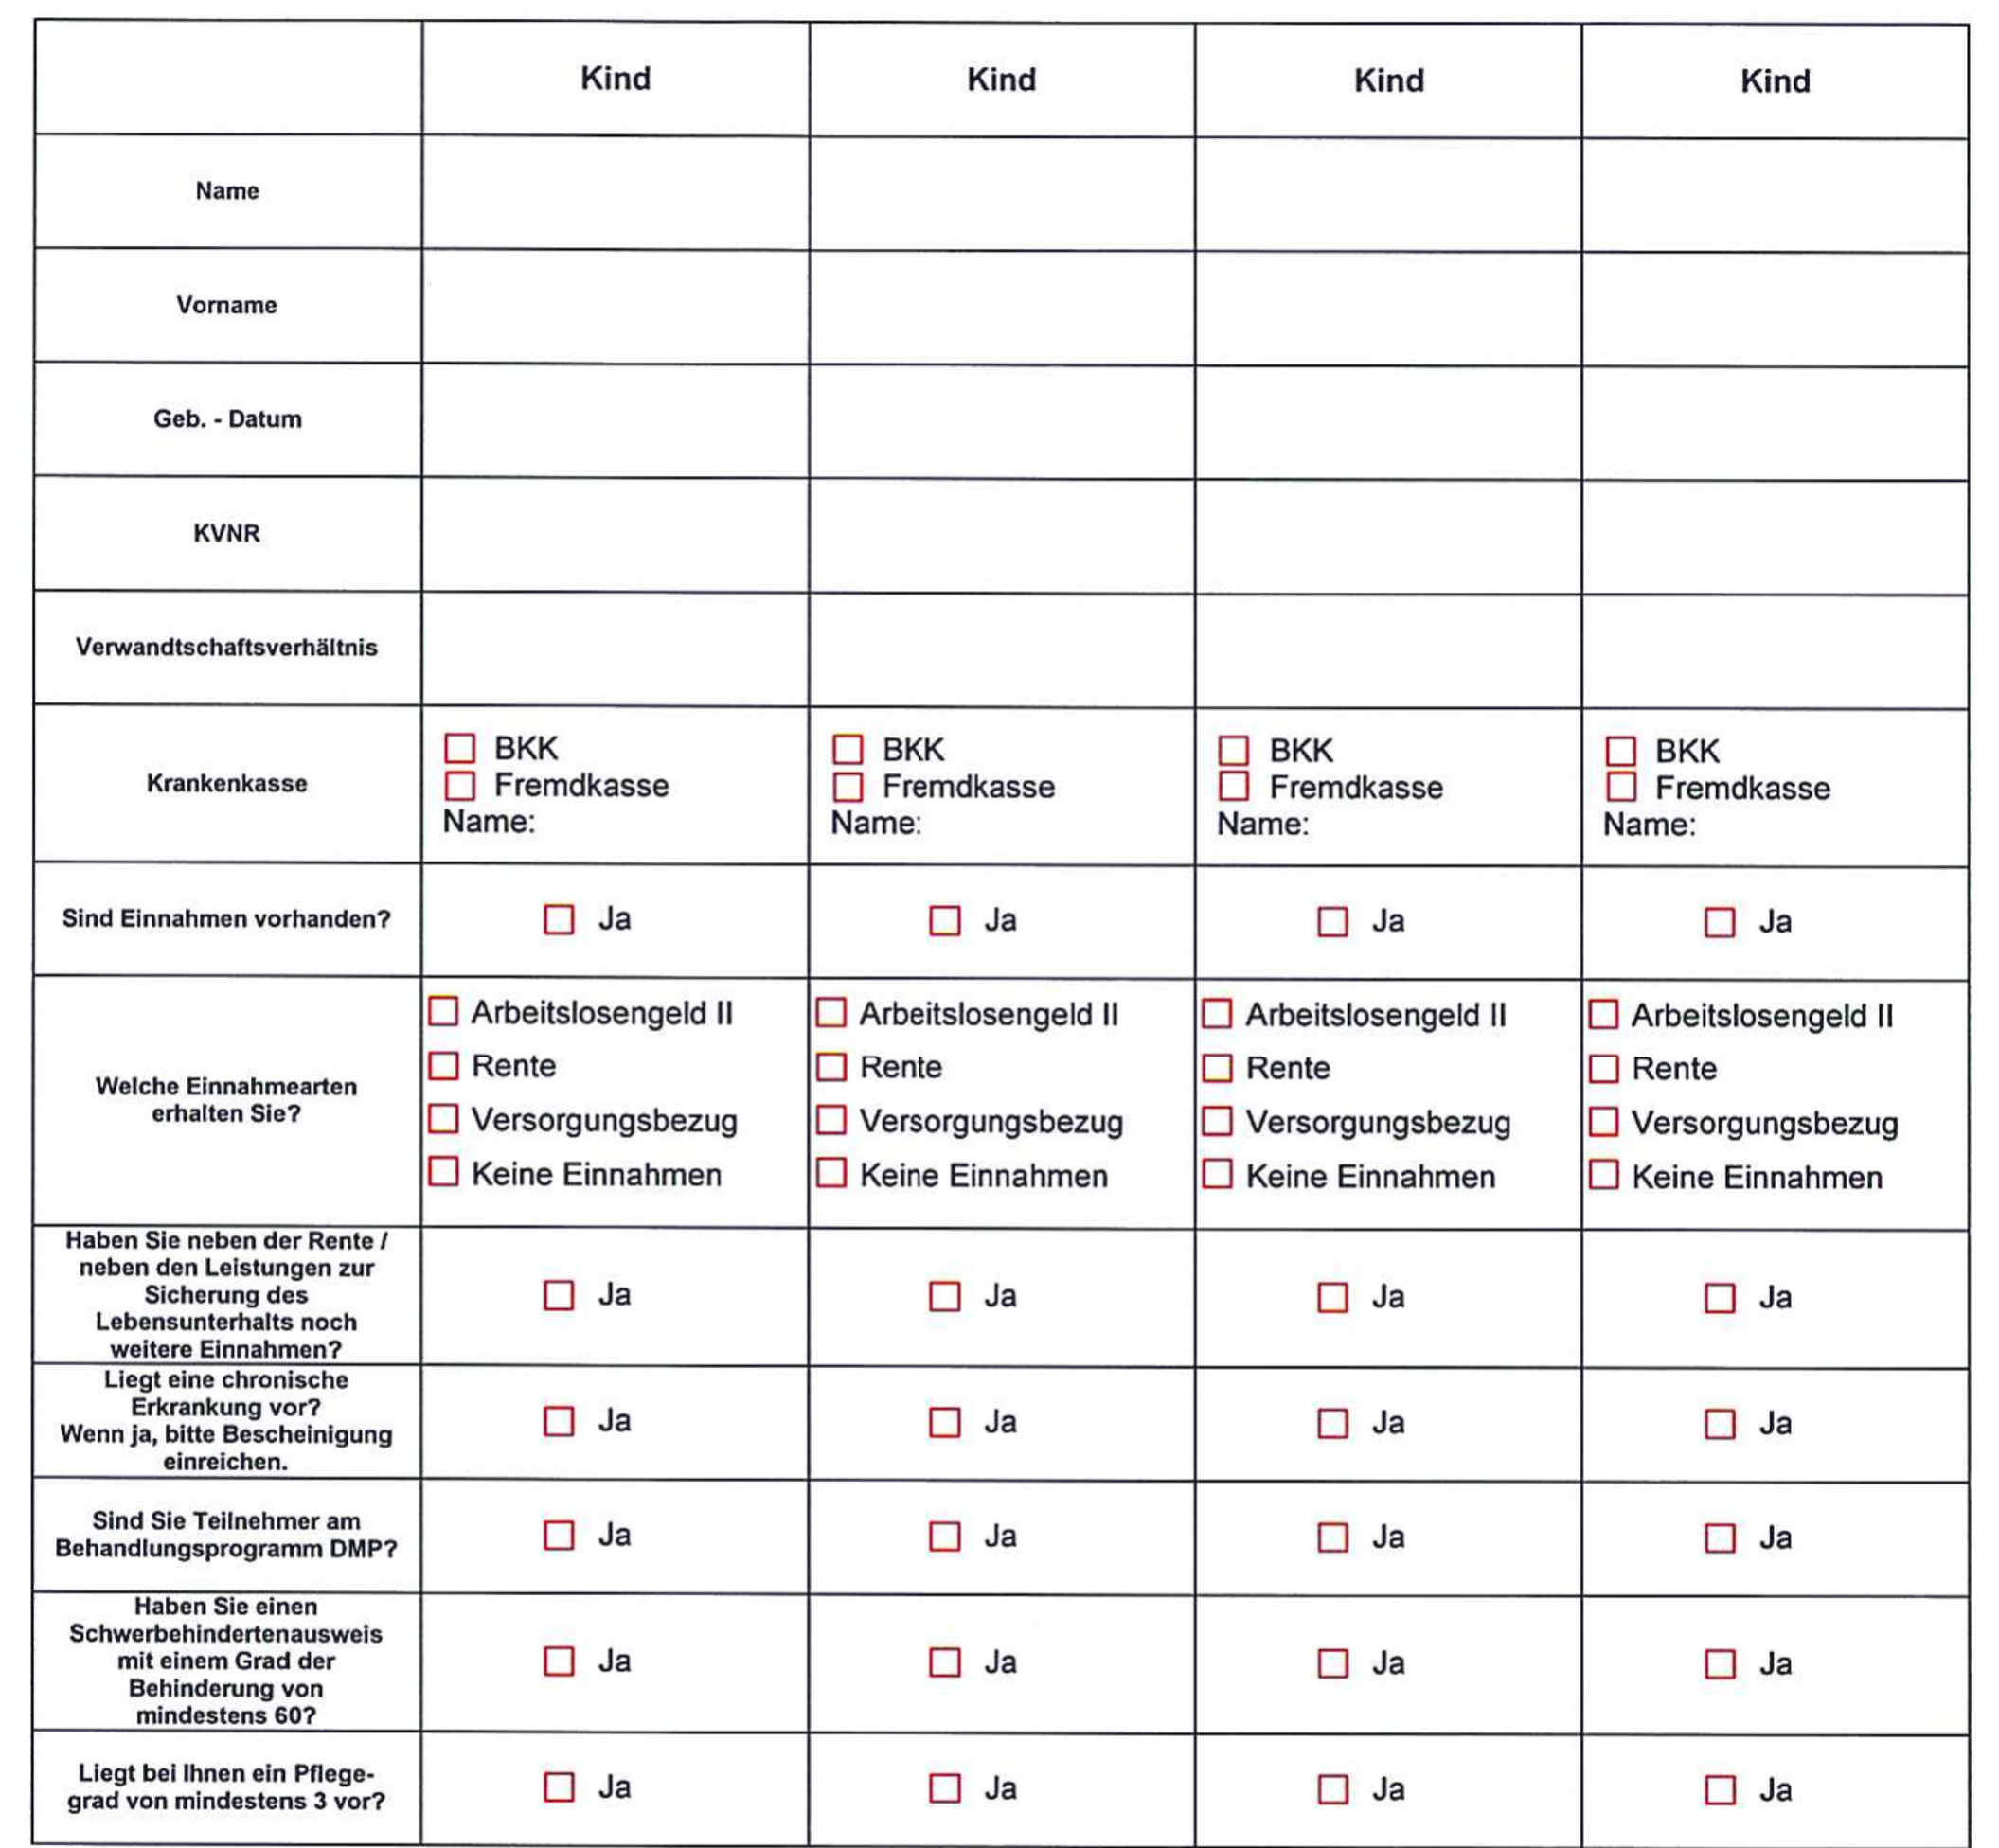 Kind Kind Kind Kind
Name
Vorname
Geb. - Datum
KVNR
Verwandtschaftsverhältnis
Krankenkasse
BKK
Fremdkasse
Name:
BKK
Fremdkasse
Name:
BKK
Fremdkasse
Name:
BKK
Fremdkasse
Name:
Sind Einnahmen vorhanden? Ja Ja Ja Ja
Welche Einnahmearten
erhalten Sie?
Arbeitslosengeld II
Rente
Versorgungsbezug
Keine Einnahmen
Arbeitslosengeld II
Rente
Versorgungsbezug
Keine Einnahmen
Arbeitslosengeld II
Rente
Versorgungsbezug
Keine Einnahmen
Arbeitslosengeld II
Rente
Versorgungsbezug
Keine Einnahmen
Haben Sie neben der Rente /
neben den Leistungen zur
Sicherung des
Lebensunterhalts noch
weitere Einnahmen?
Ja Ja Ja Ja
Liegt eine chronische
Erkrankung vor?
Wenn ja, bitte Bescheinigung
einreichen.
Ja Ja Ja Ja
Sind Sie Teilnehmer am
Behandlungsprogramm DMP?
Ja Ja Ja Ja
Haben Sie einen
Schwerbehindertenausweis
mit einem Grad der
Behinderung von
mindestens 60?
Ja Ja Ja Ja
Liegt bei Ihnen ein Pflege-
grad von mindestens 3 vor?
Ja Ja Ja Ja